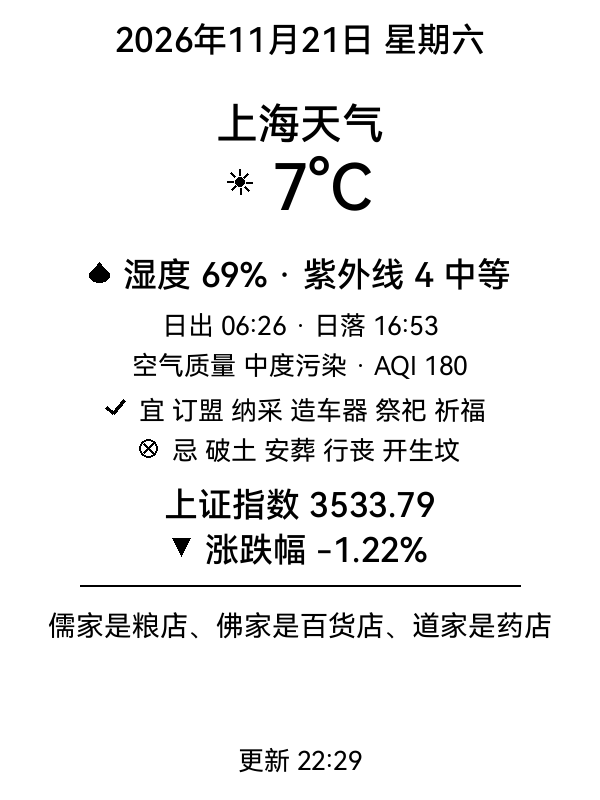 2026年11月21日 星期六
上海天气
7°C
湿度 69% · 紫外线 4 中等
日出 06:26 · 日落 16:53
空气质量 中度污染 · AQI 180
宜 订盟 纳采 造车器 祭祀 祈福
忌 破土 安葬 行丧 开生坟
上证指数 3533.79
涨跌幅 -1.22%
儒家是粮店、佛家是百货店、道家是药店
更新 22:29